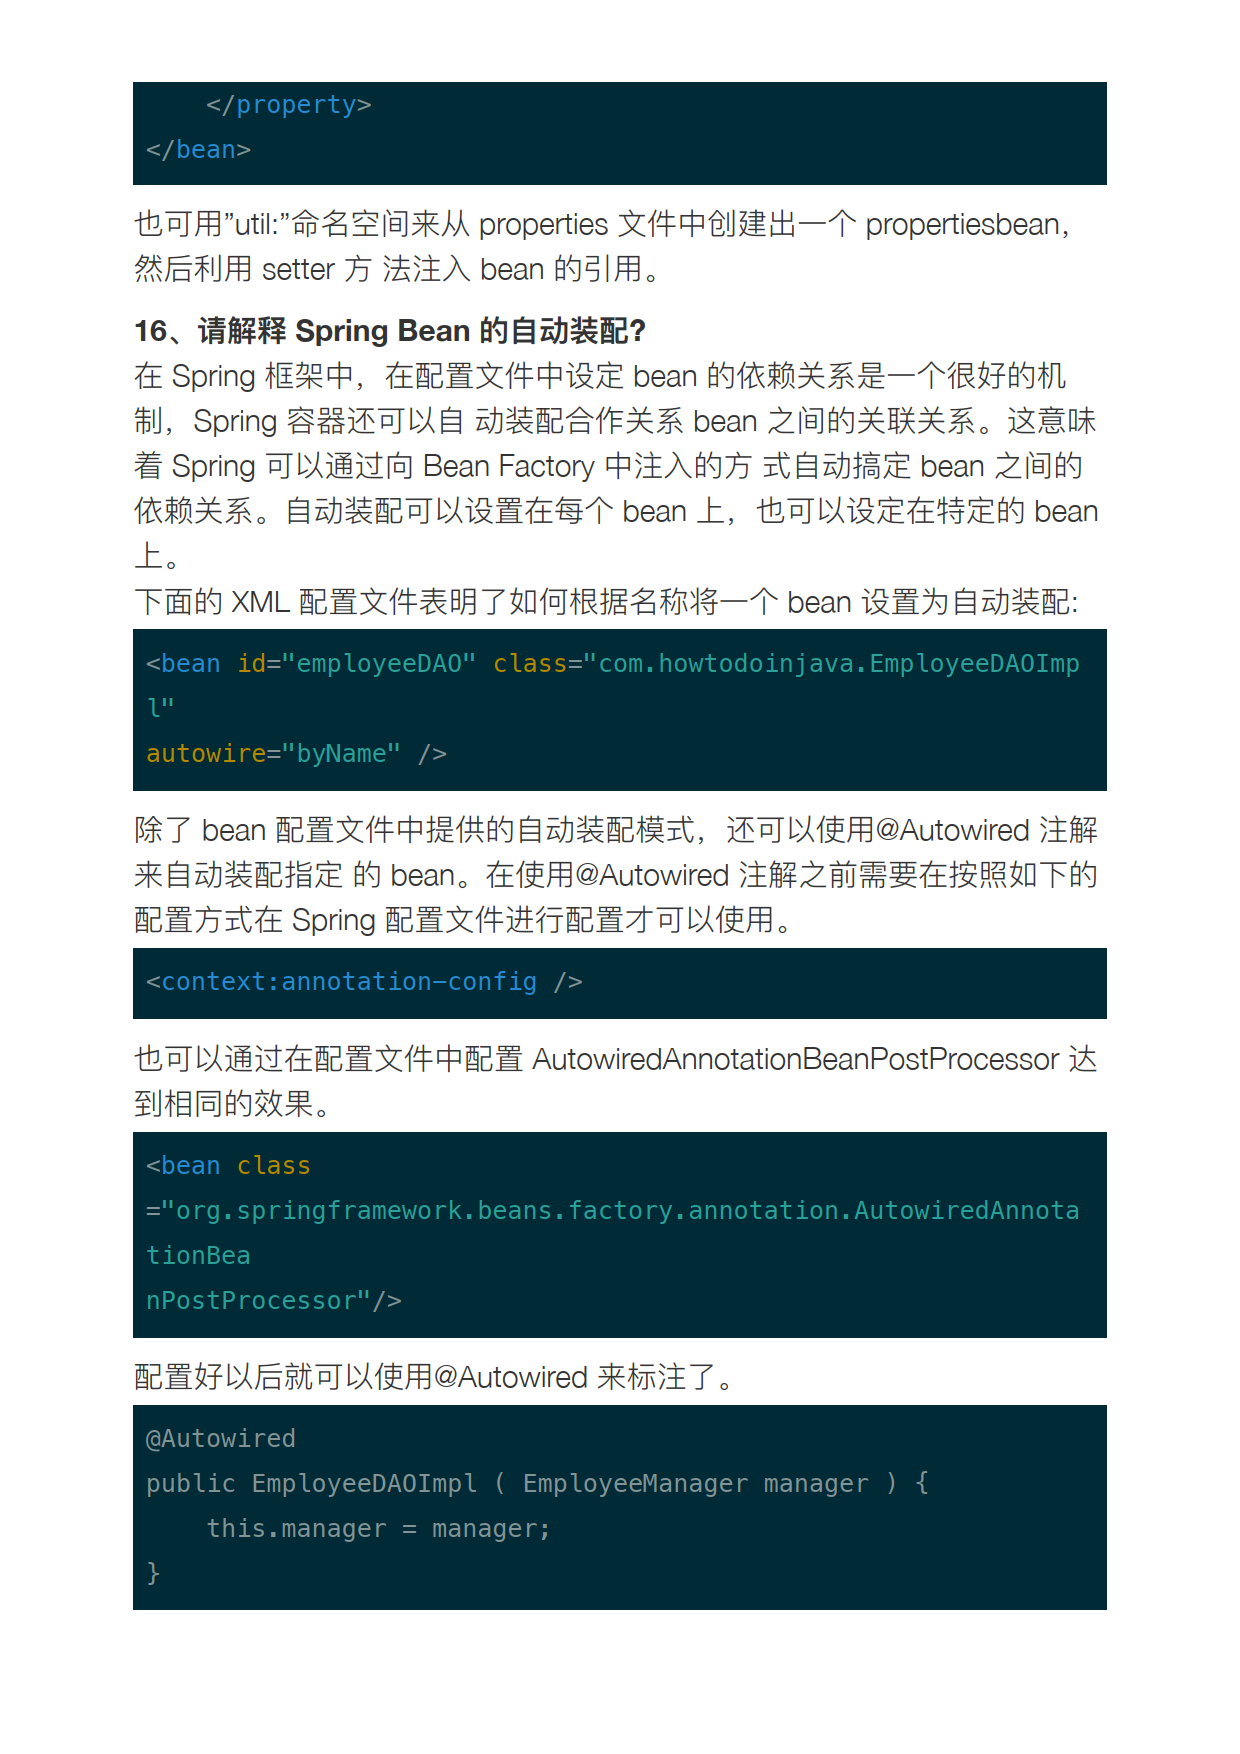 </property>
</bean>
也可用”util:”命名空间来从 properties 文件中创建出一个 propertiesbean，
然后利用 setter 方 法注入 bean 的引用。
16、请解释 Spring Bean 的自动装配?
在 Spring 框架中，在配置文件中设定 bean 的依赖关系是一个很好的机
制，Spring 容器还可以自 动装配合作关系 bean 之间的关联关系。这意味
着 Spring 可以通过向 Bean Factory 中注入的方 式自动搞定 bean 之间的
依赖关系。自动装配可以设置在每个 bean 上，也可以设定在特定的 bean
上。
下面的 XML 配置文件表明了如何根据名称将一个 bean 设置为自动装配:
<bean id="employeeDAO" class="com.howtodoinjava.EmployeeDAOImp
l"
autowire="byName" />
除了 bean 配置文件中提供的自动装配模式，还可以使用@Autowired 注解
来自动装配指定 的 bean。在使用@Autowired 注解之前需要在按照如下的
配置方式在 Spring 配置文件进行配置才可以使用。
<context:annotation-config />
也可以通过在配置文件中配置 AutowiredAnnotationBeanPostProcessor 达
到相同的效果。
<bean class
="org.springframework.beans.factory.annotation.AutowiredAnnota
tionBea
nPostProcessor"/>
配置好以后就可以使用@Autowired 来标注了。
@Autowired
public EmployeeDAOImpl ( EmployeeManager manager ) {
    this.manager = manager;
}